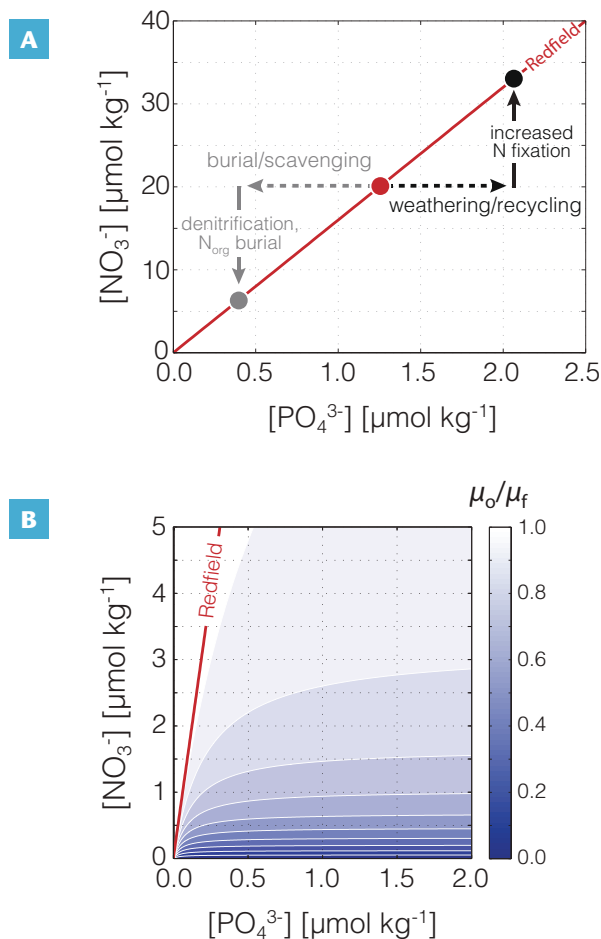 A
[NO₃⁻] [µmol kg⁻¹]
40
30
20
10
0
Redfield
increased
N fixation
burial/scavenging
weathering/recycling
denitrification,
N_org burial
0.0 0.5 1.0 1.5 2.0 2.5
[PO₄³⁻] [µmol kg⁻¹]
B
µₒ/µ_f
[NO₃⁻] [µmol kg⁻¹]
5
4
3
2
1
0
Redfield
1.0
0.8
0.6
0.4
0.2
0.0
0.0 0.5 1.0 1.5 2.0
[PO₄³⁻] [µmol kg⁻¹]